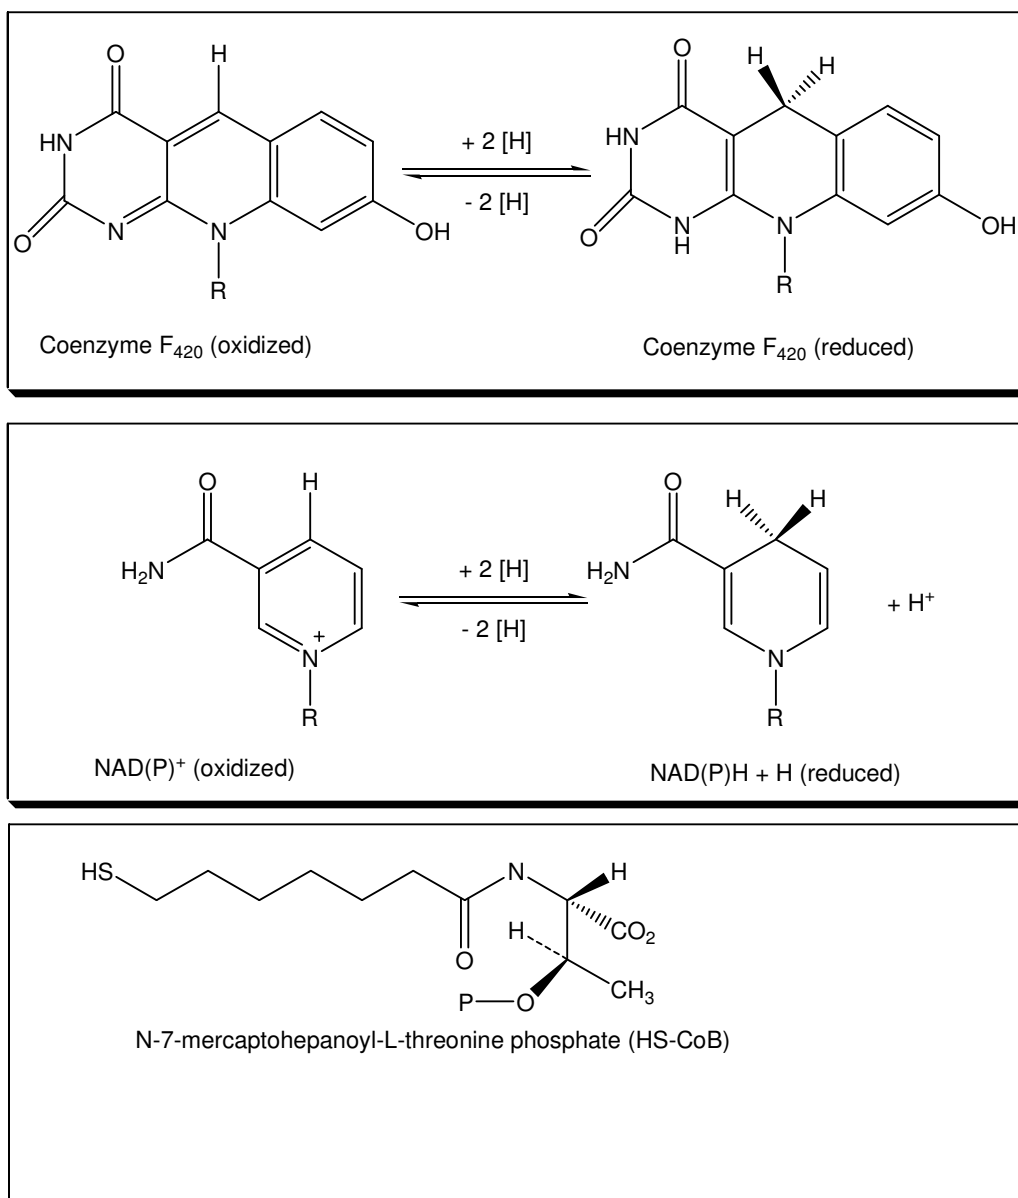 O H O H H
HN + 2 [H] HN
- 2 [H]
O N N OH O N N OH
H
R R
Coenzyme F420 (oxidized) Coenzyme F420 (reduced)
O H O H H
H2N + 2 [H] H2N + H+
- 2 [H]
N+ N
R R
NAD(P)+ (oxidized) NAD(P)H + H (reduced)
HS N H
H CO2
O
P O CH3
N-7-mercaptohepanoyl-L-threonine phosphate (HS-CoB)